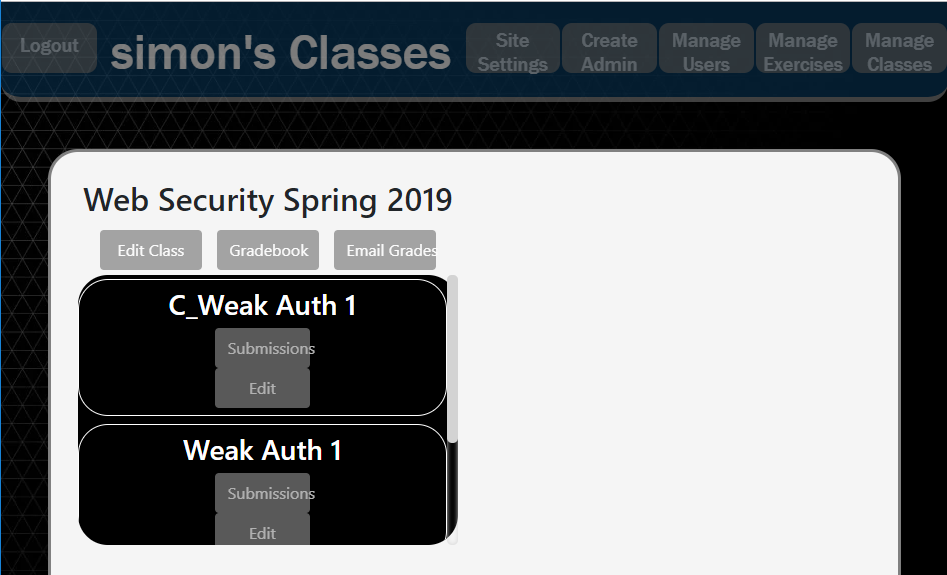 Logout
simon's Classes
Site
Settings
Create
Admin
Manage
Users
Manage
Exercises
Manage
Classes
Web Security Spring 2019
Edit Class
Gradebook
Email Grades
C_Weak Auth 1
Submissions
Edit
Weak Auth 1
Submissions
Edit